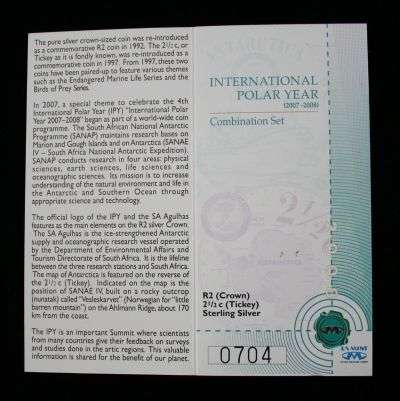 The pure silver crown-sized coin was re-introduced
as a commemorative R2 coin in 1992. The 2½ c, or
Tickey as it is fondly known, was re-introduced as a
commemorative coin in 1997. From 1997, these two
coins have been paired-up to feature various themes
such as the Endangered Marine Life Series and the
Birds of Prey Series.
In 2007, a special theme to celebrate the 4th
International Polar Year (IPY) "International Polar
Year 2007-2008" began as part of a world-wide coin
programme. The South African National Antarctic
Programme (SANAP) maintains research bases on
Marion and Gough Islands and on Antarctica (SANAE
IV – South African National Antarctic Expedition).
SANAP conducts research in four areas: physical
sciences, earth sciences, life sciences and
oceanographic sciences. Its mission is to increase
understanding of the natural environment and life in
the Antarctic and Southern Ocean through
appropriate science and technology.
The official logo of the IPY and the SA Agulhas
features as the main elements on the R2 silver Crown.
The SA Agulhas is the ice-strengthened Antarctic
supply and oceanographic research vessel operated
by the Department of Environmental Affairs and
Tourism Directorate of South Africa. It is the lifeline
between the three research stations and South Africa.
The map of Antarctica is featured on the reverse of
the 2½ c (Tickey). Indicated on the map is the
position of SANAE IV, built on a rocky outcrop
(nunatak) called "Vesleskarvet" (Norwegian for "little
barren mountain") on the Ahlmann Ridge, about 170
km from the coast.
The IPY is an important Summit where scientists
from many countries give their feedback on surveys
and studies done in the artic regions. This valuable
information is shared for the benefit of our planet.
INTERNATIONAL
POLAR YEAR
(2007-2008)
Combination Set
2½
R2 (Crown)
2½ c (Tickey)
Sterling Silver
0704
SA MINT